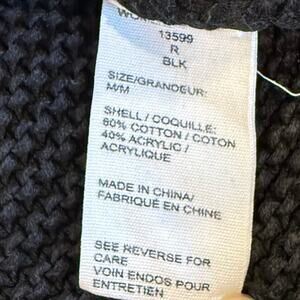 13599
R
BLK
SIZE/GRANDEUR:
M/M
SHELL / COQUILLE:
60% COTTON / COTON
40% ACRYLIC /
ACRYLIQUE
MADE IN CHINA/
FABRIQUÉ EN CHINE
SEE REVERSE FOR
CARE
VOIR ENDOS POUR
ENTRETIEN